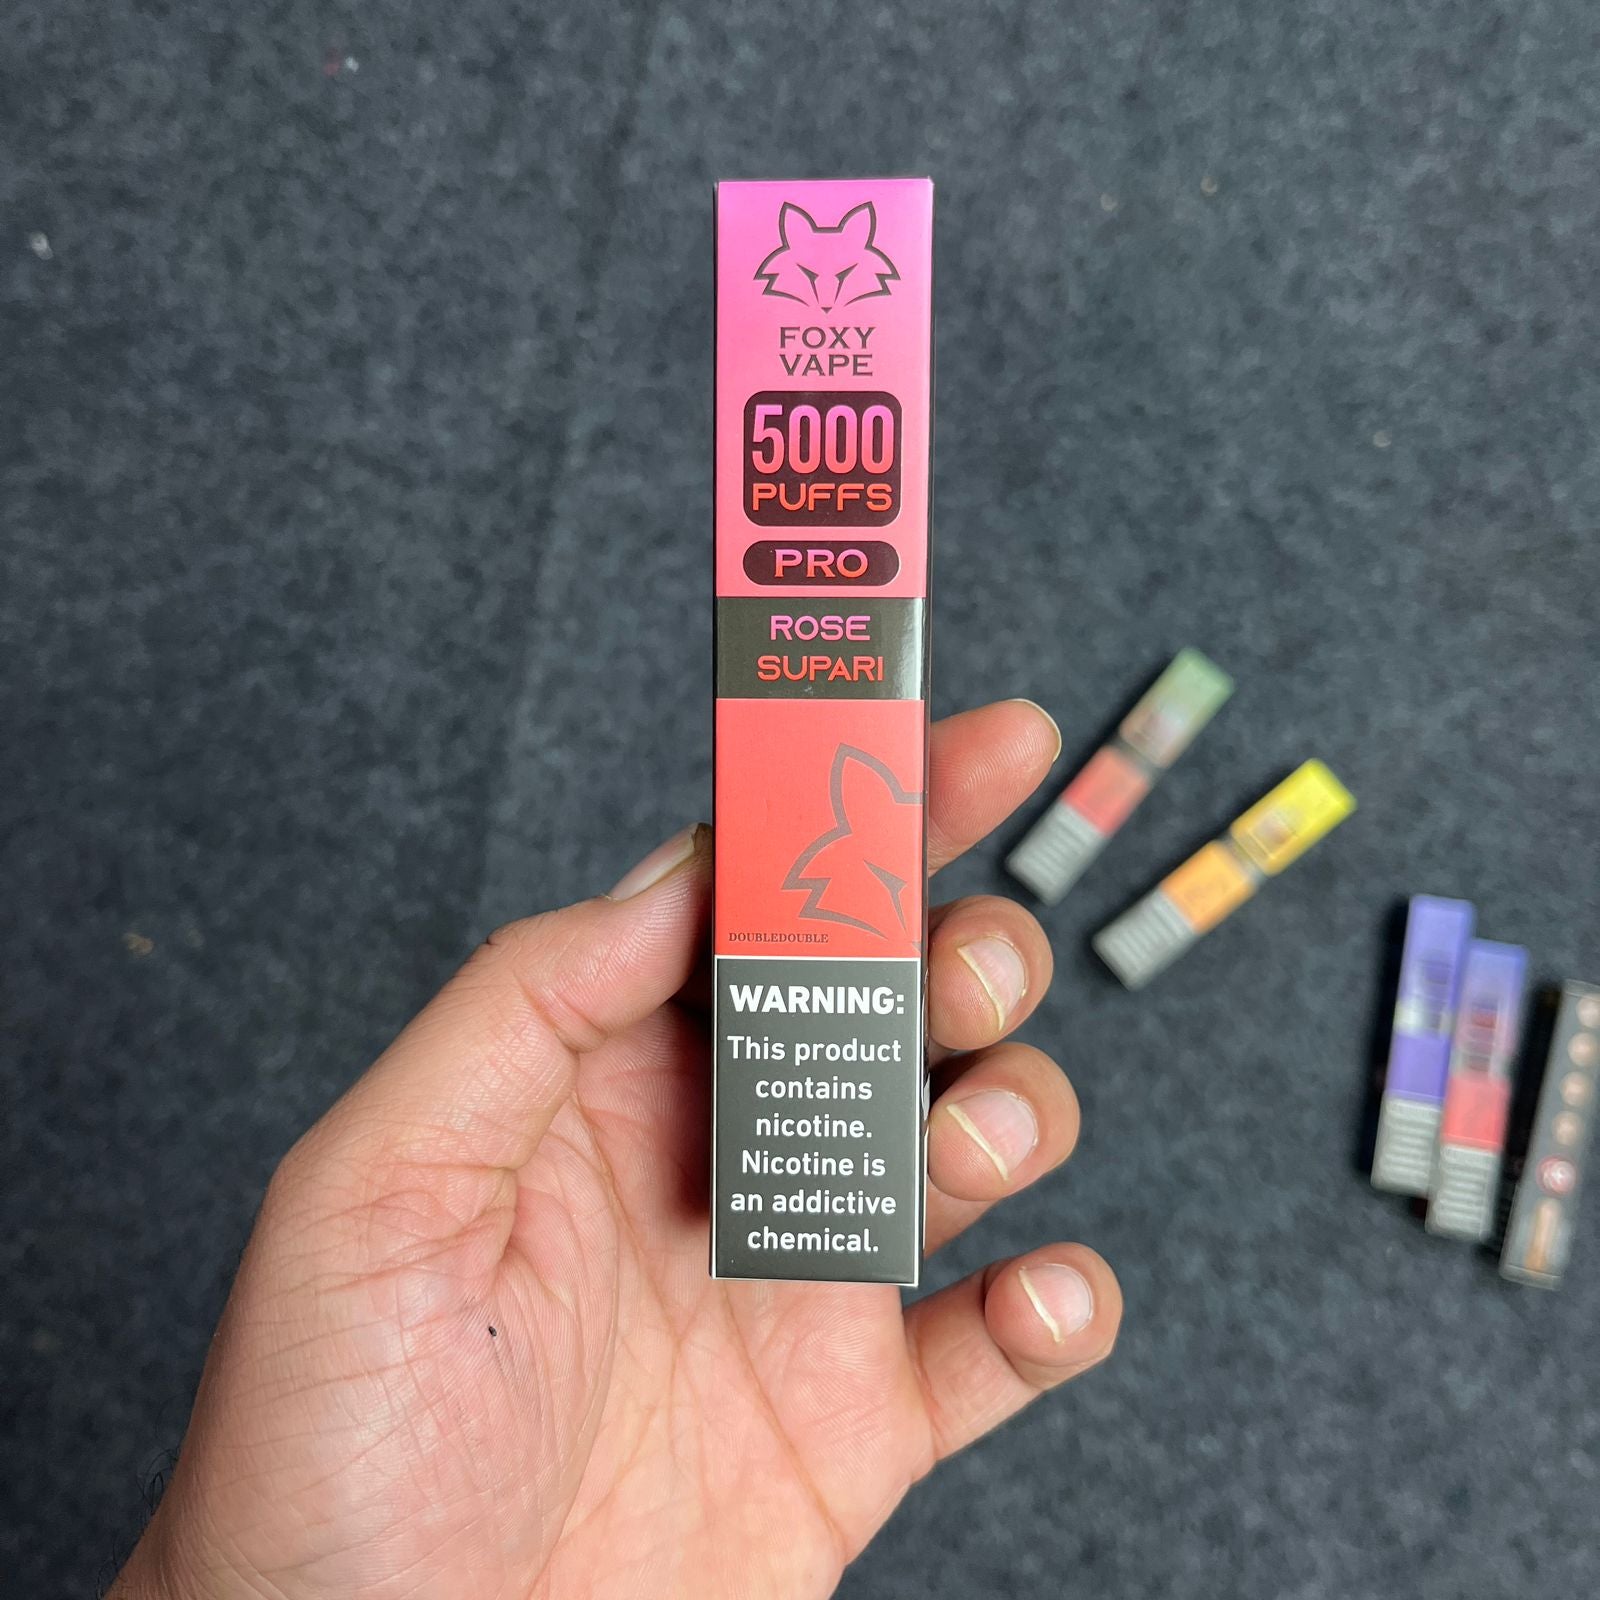 FOXY
VAPE
5000
PUFFS
PRO
ROSE
SUPARI
DOUBLEDOUBLE
WARNING:
This product
contains
nicotine.
Nicotine is
an addictive
chemical.